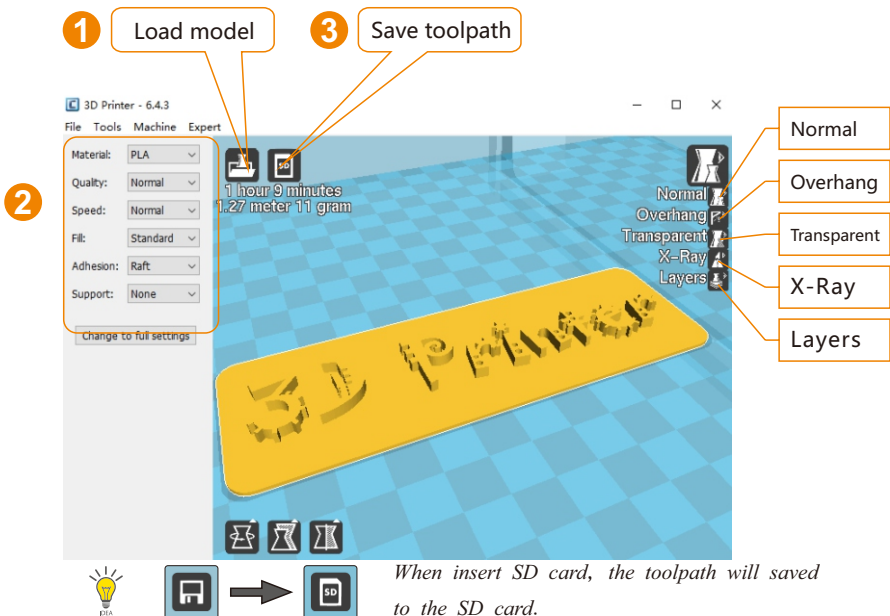 1 Load model
3 Save toolpath
C 3D Printer - 6.4.3
File Tools Machine Expert
2
Material: PLA
Quality: Normal
Speed: Normal
Fill: Standard
Adhesion: Raft
Support: None
Change to full settings
SD
1 hour 9 minutes
1.27 meter 11 gram
Normal
Overhang
Transparent
X-Ray
Layers
Normal
Overhang
Transparent
X-Ray
Layers
3D Printer
IDEA
SD
When insert SD card, the toolpath will saved
to the SD card.